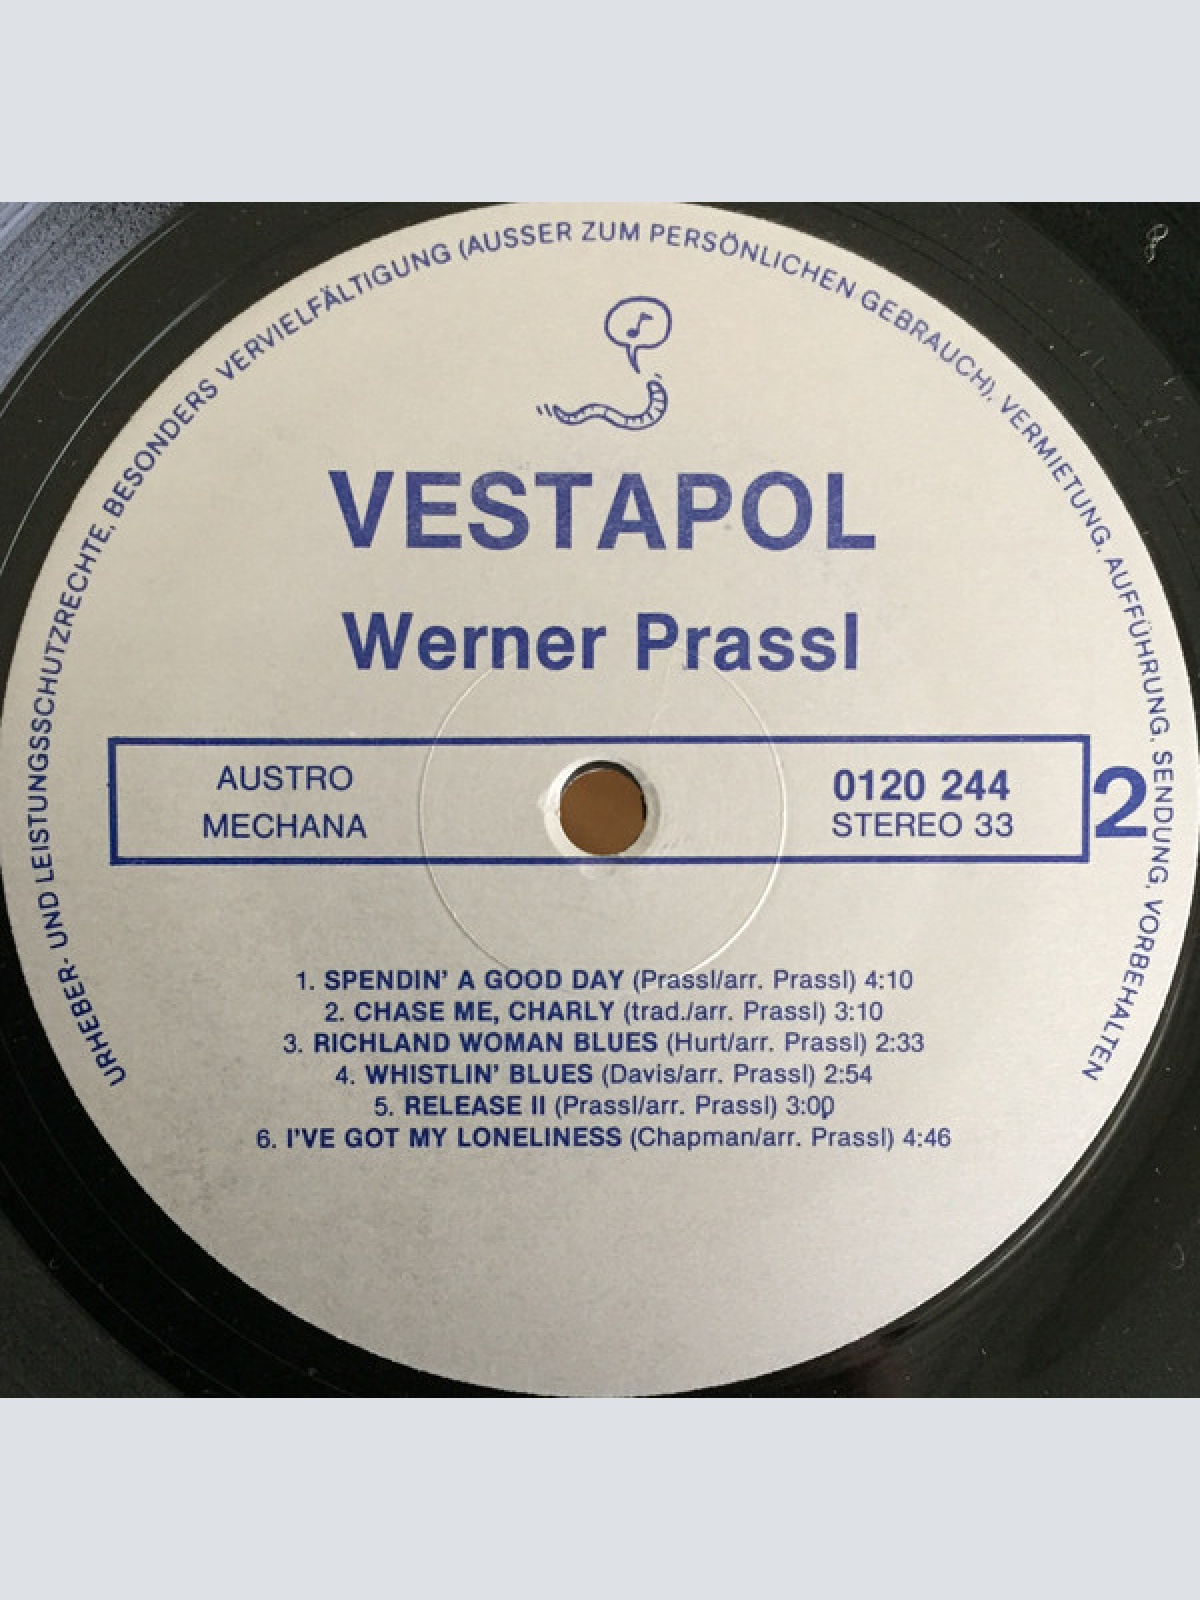 URHEBER- UND LEISTUNGSSCHUTZRECHTE, BESONDERS VERVIELFÄLTIGUNG (AUSSER ZUM PERSÖNLICHEN GEBRAUCH), VERMIETUNG, AUFFÜHRUNG, SENDUNG, VORBEHALTEN
VESTAPOL
Werner Prassl
AUSTRO
MECHANA
0120 244
STEREO 33
2
1. SPENDIN' A GOOD DAY (Prassl/arr. Prassl) 4:10
2. CHASE ME, CHARLY (trad./arr. Prassl) 3:10
3. RICHLAND WOMAN BLUES (Hurt/arr. Prassl) 2:33
4. WHISTLIN' BLUES (Davis/arr. Prassl) 2:54
5. RELEASE II (Prassl/arr. Prassl) 3:00
6. I'VE GOT MY LONELINESS (Chapman/arr. Prassl) 4:46